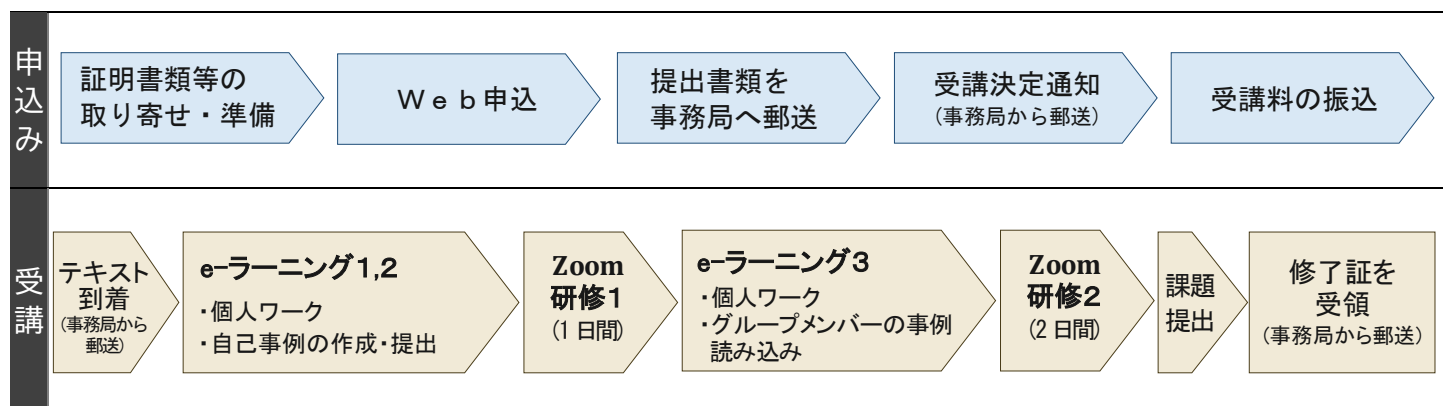 申込み
証明書類等の
取り寄せ・準備
Ｗｅｂ申込
提出書類を
事務局へ郵送
受講決定通知
(事務局から郵送)
受講料の振込
受講
テキスト
到着
(事務局から
郵送)
e-ラーニング1,2
・個人ワーク
・自己事例の作成・提出
Zoom
研修1
(1日間)
e-ラーニング3
・個人ワーク
・グループメンバーの事例
読み込み
Zoom
研修2
(2日間)
課題
提出
修了証を
受領
(事務局から郵送)